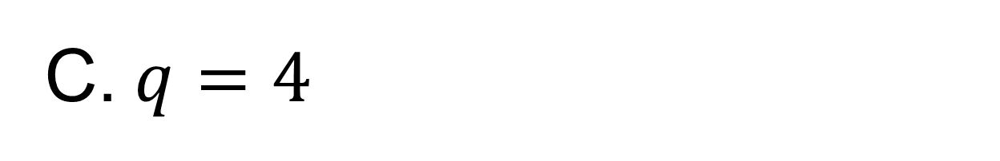 C. q = 4